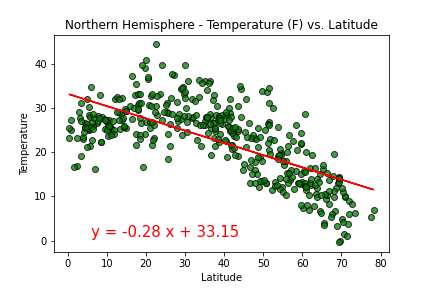 Northern Hemisphere - Temperature (F) vs. Latitude
40
30
20
10
0
Temperature
y = -0.28 x + 33.15
0 10 20 30 40 50 60 70 80
Latitude